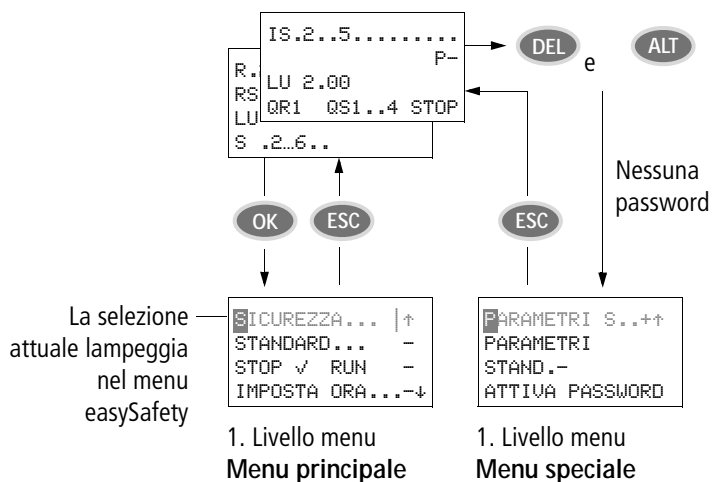 IS.2..5.........
P-
LU 2.00
QR1 QS1..4 STOP
R.
RS
LU
S .2…6..
DEL
e
ALT
Nessuna
password
OK
ESC
ESC
La selezione
attuale lampeggia
nel menu
easySafety
SICUREZZA... |↑
STANDARD... -
STOP √ RUN -
IMPOSTA ORA...-↓
1. Livello menu
Menu principale
PARAMETRI S..+↑
PARAMETRI
STAND.-
ATTIVA PASSWORD
1. Livello menu
Menu speciale